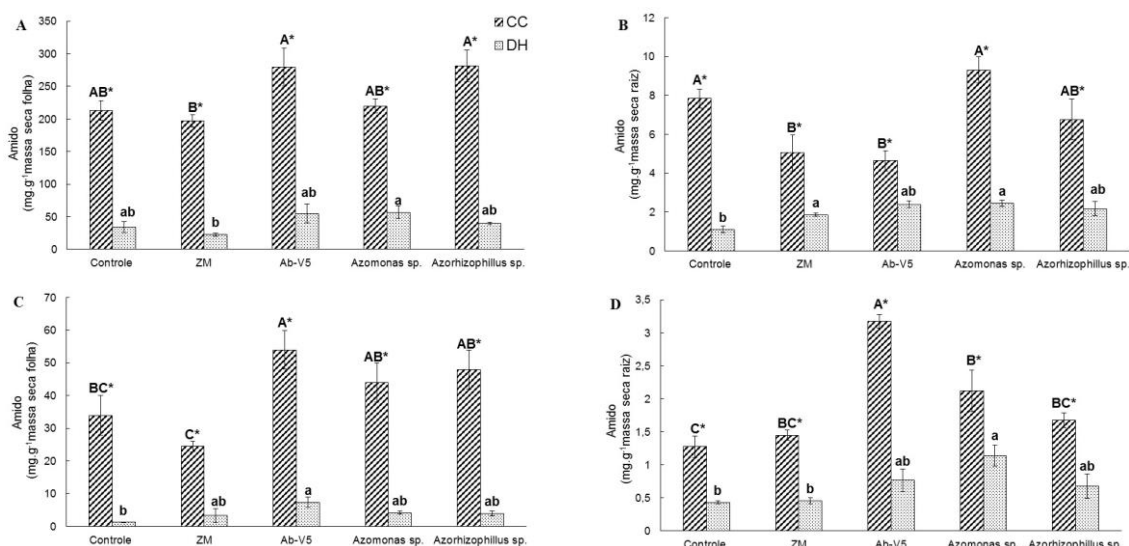 A
CC
DH
Amido
(mg.g⁻¹massa seca folha)
350
300
250
200
150
100
50
0
AB*
ab
B*
b
A*
ab
AB*
a
A*
ab
Controle ZM Ab-V5 Azomonas sp. Azorhizophillus sp.
B
Amido
(mg.g⁻¹massa seca raiz)
12
10
8
6
4
2
0
A*
b
B*
a
B*
ab
A*
a
AB*
ab
Controle ZM Ab-V5 Azomonas sp. Azorhizophillus sp.
C
Amido
(mg.g⁻¹massa seca folha)
70
60
50
40
30
20
10
0
BC*
b
C*
ab
A*
a
AB*
ab
AB*
ab
Controle ZM Ab-V5 Azomonas sp. Azorhizophillus sp.
D
Amido
(mg.g⁻¹massa seca raiz)
3,5
3
2,5
2
1,5
1
0,5
0
C*
b
BC*
b
A*
ab
B*
a
BC*
ab
Controle ZM Ab-V5 Azomonas sp. Azorhizophillus sp.